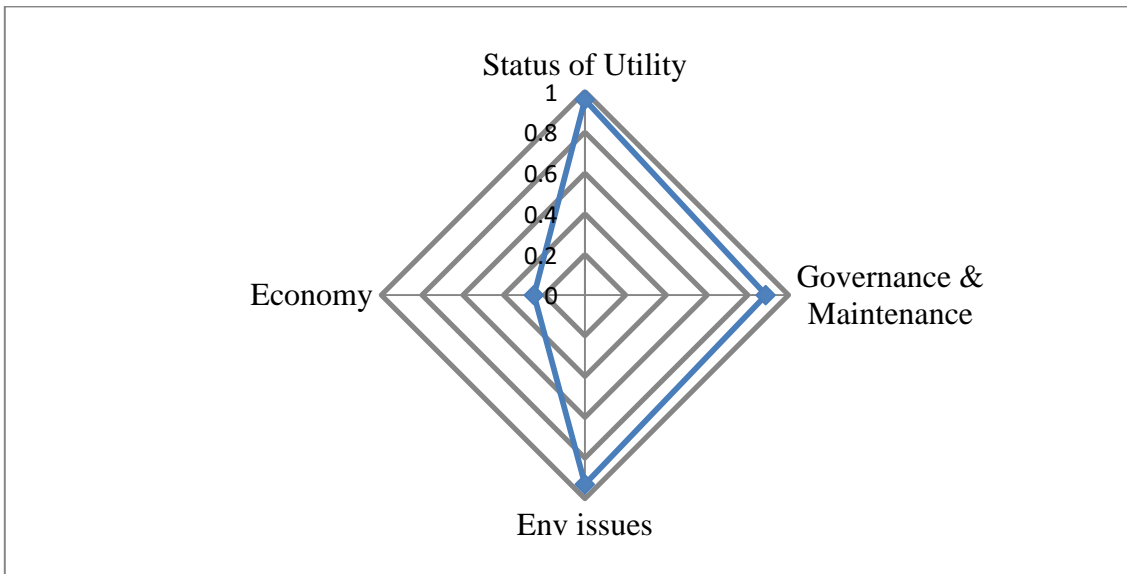 Status of Utility
1
0.8
0.6
0.4
0.2
0
Economy
Governance &
Maintenance
Env issues